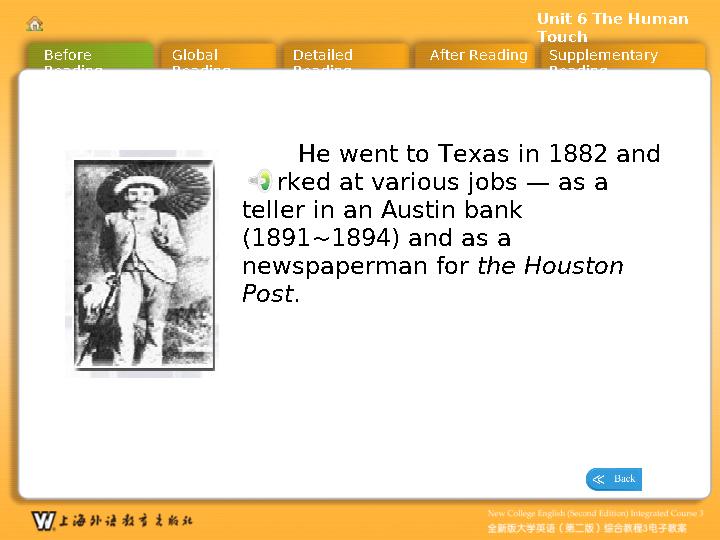 Unit 6 The Human
Touch
Before
Reading
Global
Reading
Detailed
Reading
After Reading
Supplementary
Reading
He went to Texas in 1882 and
rked at various jobs — as a
teller in an Austin bank
(1891~1894) and as a
newspaperman for the Houston
Post.
≪ Back
W 上海外语教育出版社
New College English (Second Edition) Integrated Course 3
全新版大学英语（第二版）综合教程3电子教案